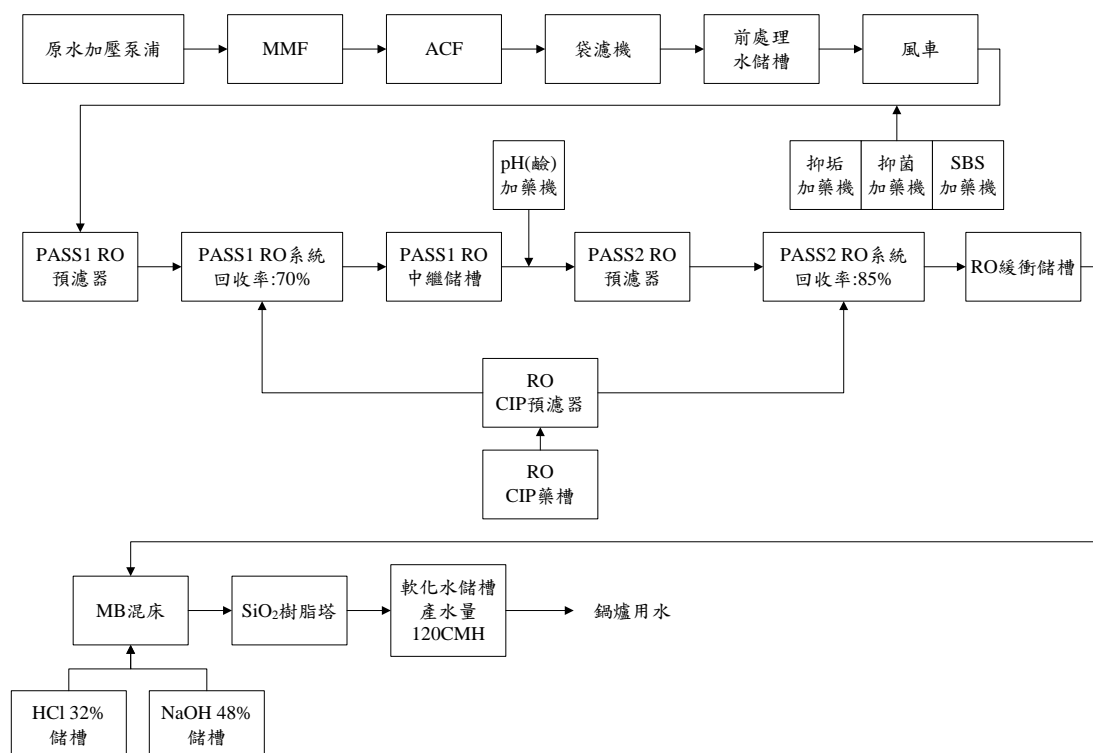 原水加壓泵浦
MMF
ACF
袋濾機
前處理
水儲槽
風車
pH(鹼)
加藥機
抑垢
加藥機
抑菌
加藥機
SBS
加藥機
PASS1 RO
預濾器
PASS1 RO系統
回收率:70%
PASS1 RO
中繼儲槽
PASS2 RO
預濾器
PASS2 RO系統
回收率:85%
RO緩衝儲槽
RO
CIP預濾器
RO
CIP藥槽
MB混床
SiO₂樹脂塔
軟化水儲槽
產水量
120CMH
鍋爐用水
HCl 32%
儲槽
NaOH 48%
儲槽